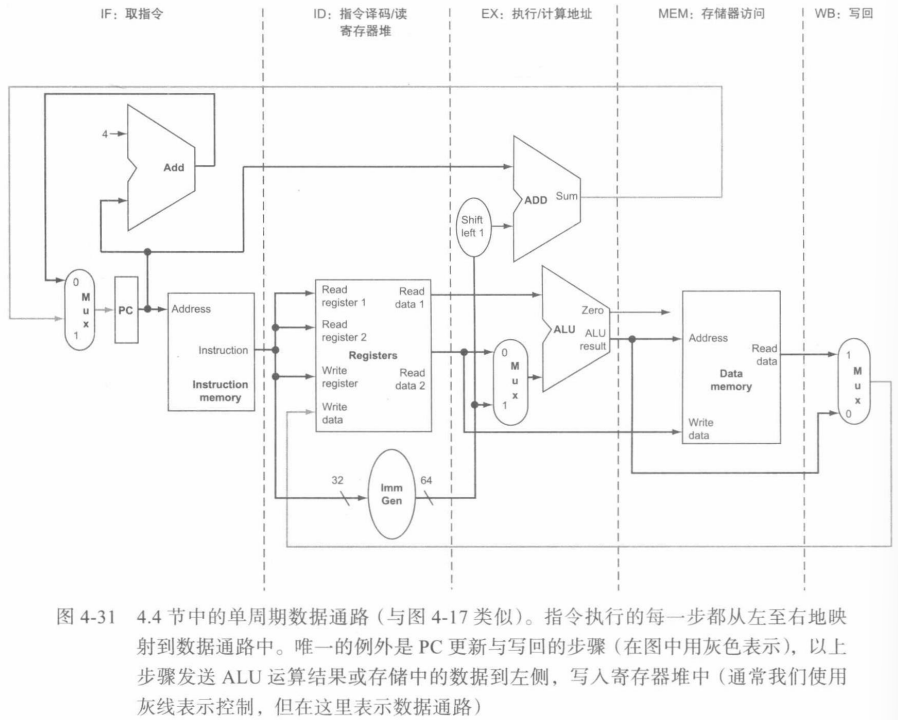 IF：取指令
ID：指令译码/读
寄存器堆
EX：执行/计算地址
MEM：存储器访问
WB：写回
4
Add
ADD Sum
Shift
left 1
0
M
u
x
1
PC
Address
Instruction
Instruction
memory
Read
register 1
Read
register 2
Registers
Write
register
Write
data
Read
data 1
Read
data 2
0
M
u
x
1
Zero
ALU
ALU
result
Address
Read
data
Data
memory
Write
data
1
M
u
x
0
32
Imm
Gen
64
图 4-31 4.4 节中的单周期数据通路（与图 4-17 类似）。指令执行的每一步都从左至右地映
射到数据通路中。唯一的例外是 PC 更新与写回的步骤（在图中用灰色表示），以上
步骤发送 ALU 运算结果或存储中的数据到左侧，写入寄存器堆中（通常我们使用
灰线表示控制，但在这里表示数据通路）